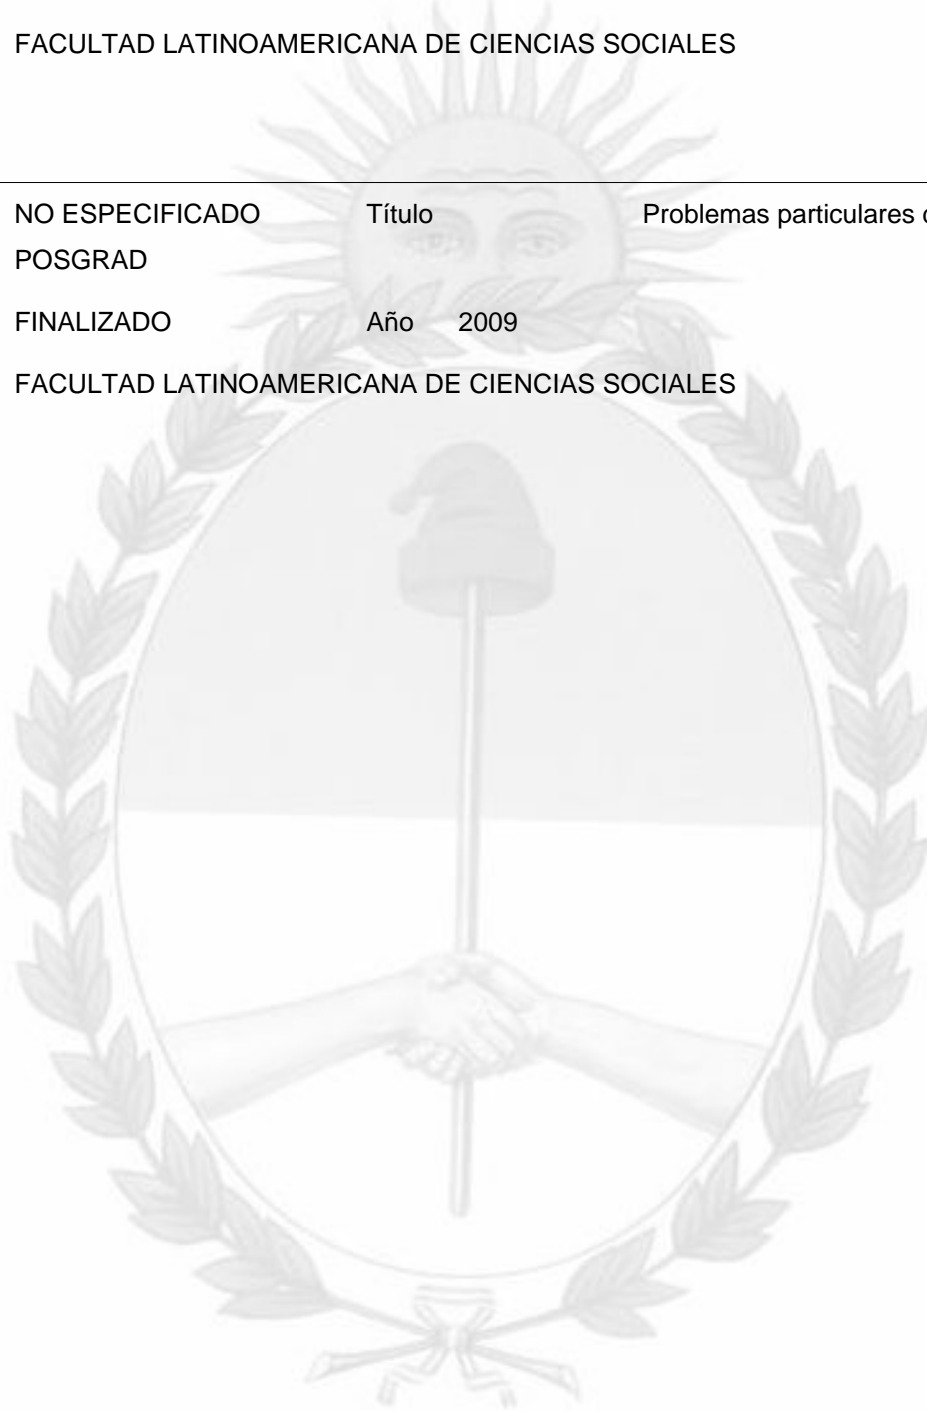 FACULTAD LATINOAMERICANA DE CIENCIAS SOCIALES
NO ESPECIFICADO Título Problemas particulares
POSGRAD
FINALIZADO Año 2009
FACULTAD LATINOAMERICANA DE CIENCIAS SOCIALES